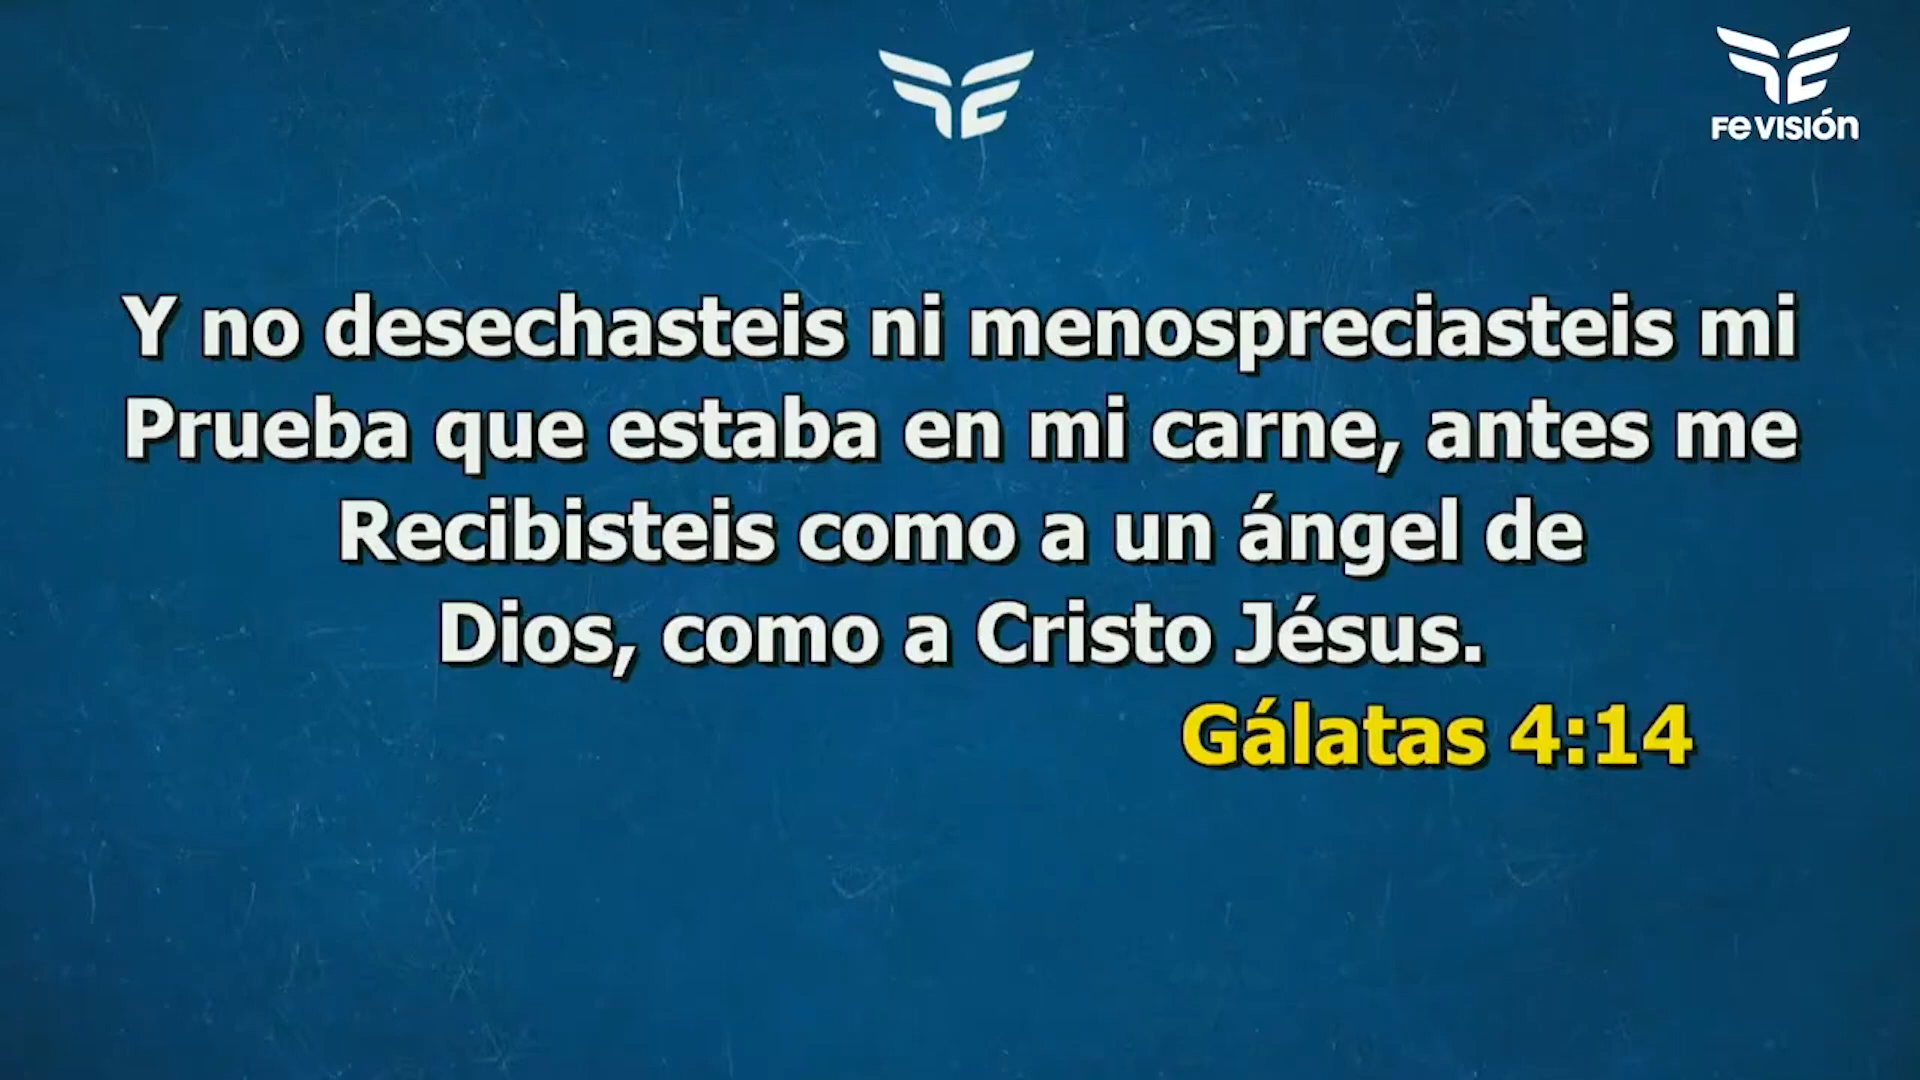 FE VISIÓN
Y no desechasteis ni menospreciasteis mi
Prueba que estaba en mi carne, antes me
Recibisteis como a un ángel de
Dios, como a Cristo Jésus.
Gálatas 4:14